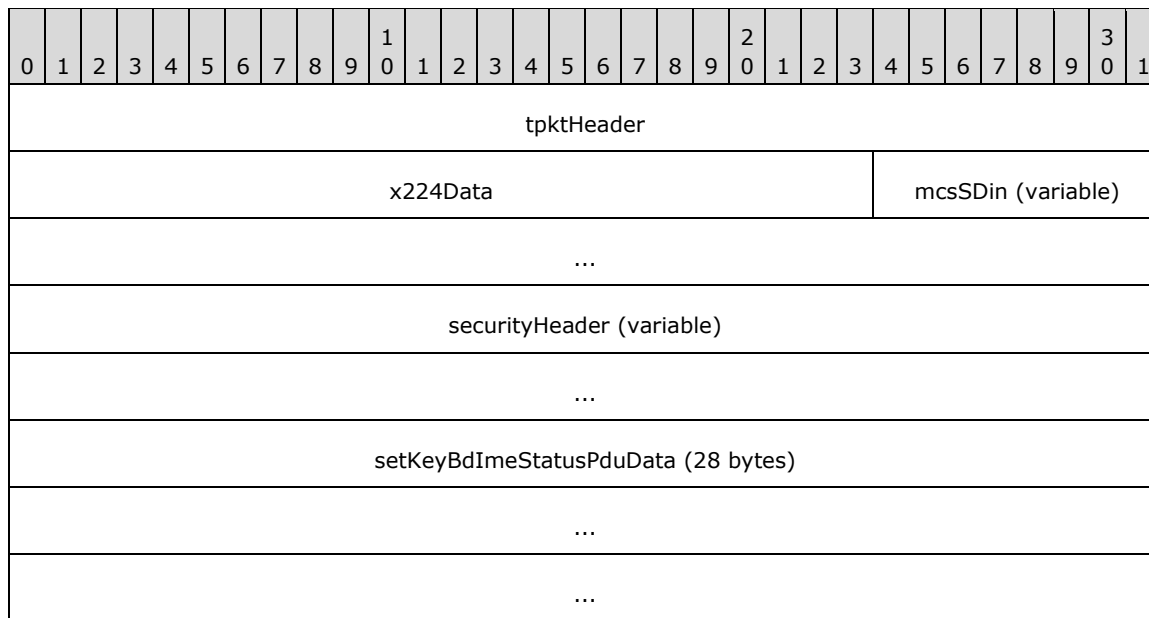 1 2 3
0 1 2 3 4 5 6 7 8 9 0 1 2 3 4 5 6 7 8 9 0 1 2 3 4 5 6 7 8 9 0 1
tpktHeader
x224Data mcsSDin (variable)
...
securityHeader (variable)
...
setKeyBdImeStatusPduData (28 bytes)
...
...